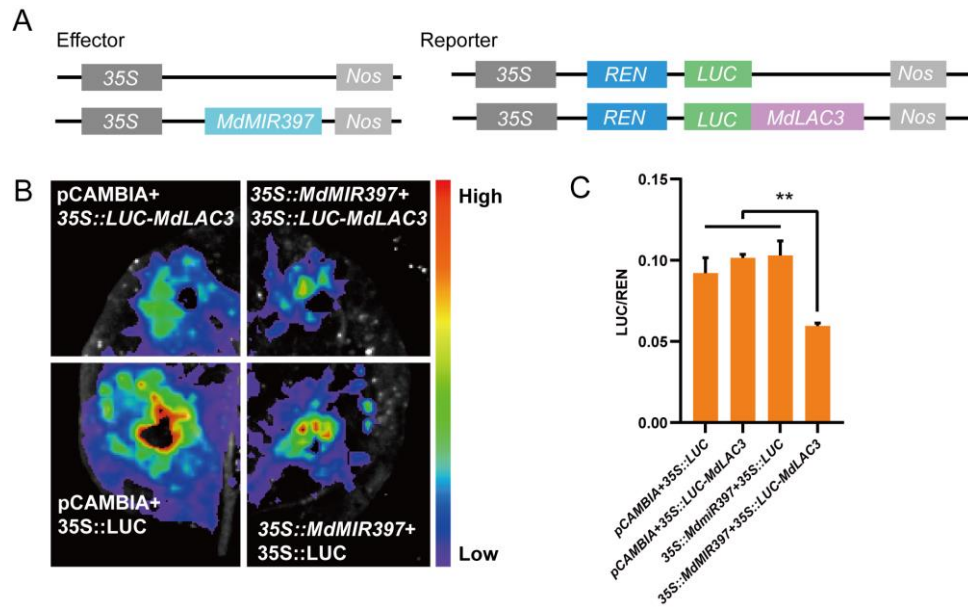 A
Effector
Reporter
35S Nos
35S REN LUC Nos
35S MdMIR397 Nos
35S REN LUC MdLAC3 Nos
B
pCAMBIA+
35S::LUC-MdLAC3
35S::MdMIR397+
35S::LUC-MdLAC3
High
pCAMBIA+
35S::LUC
35S::MdMIR397+
35S::LUC
Low
C
LUC/REN
0.15
0.10
0.05
0.00
**
pCAMBIA+35S::LUC
pCAMBIA+35S::LUC-MdLAC3
35S::MdmiR397+35S::LUC
35S::MdMIR397+35S::LUC-MdLAC3